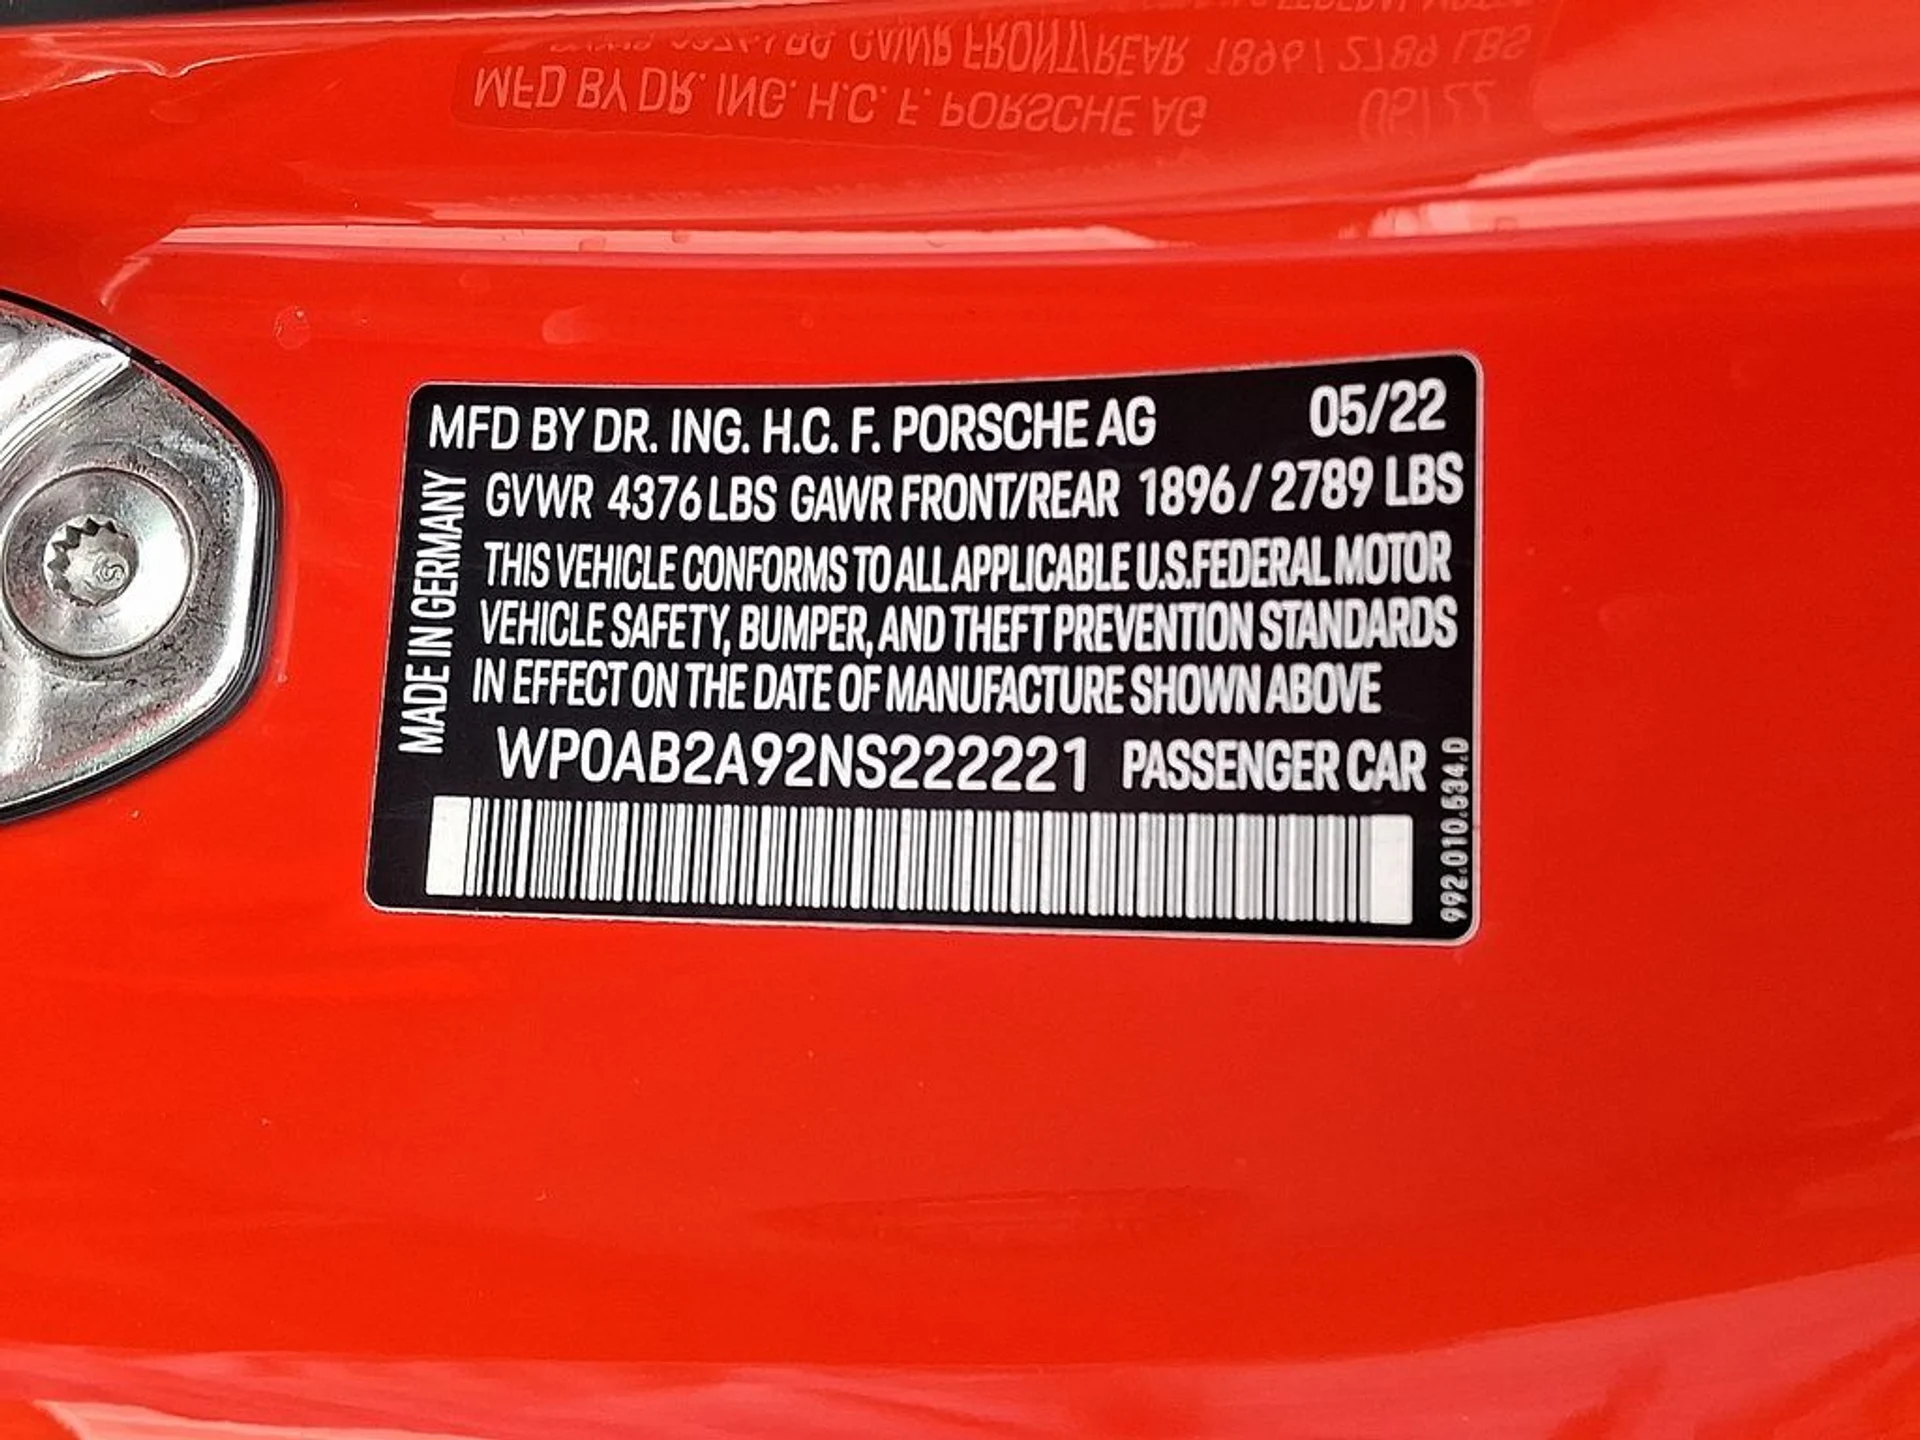 MFD BY DR. ING. H.C. F. PORSCHE AG 05/22
GVWR 4376 LBS GAWR FRONT/REAR 1896 / 2789 LBS
THIS VEHICLE CONFORMS TO ALL APPLICABLE U.S.FEDERAL MOTOR
VEHICLE SAFETY, BUMPER, AND THEFT PREVENTION STANDARDS
IN EFFECT ON THE DATE OF MANUFACTURE SHOWN ABOVE
WP0AB2A92NS222221 PASSENGER CAR
MADE IN GERMANY
992.010.634.D